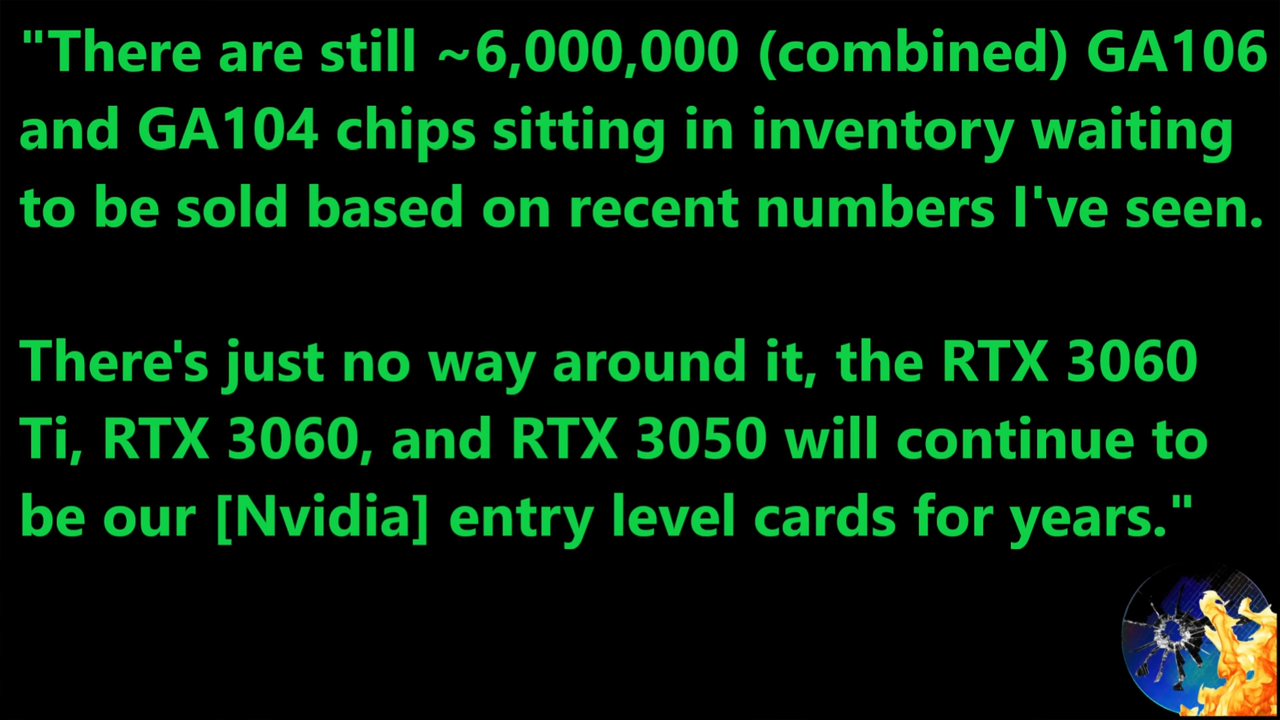 "There are still ~6,000,000 (combined) GA106
and GA104 chips sitting in inventory waiting
to be sold based on recent numbers I've seen.
There's just no way around it, the RTX 3060
Ti, RTX 3060, and RTX 3050 will continue to
be our [Nvidia] entry level cards for years."